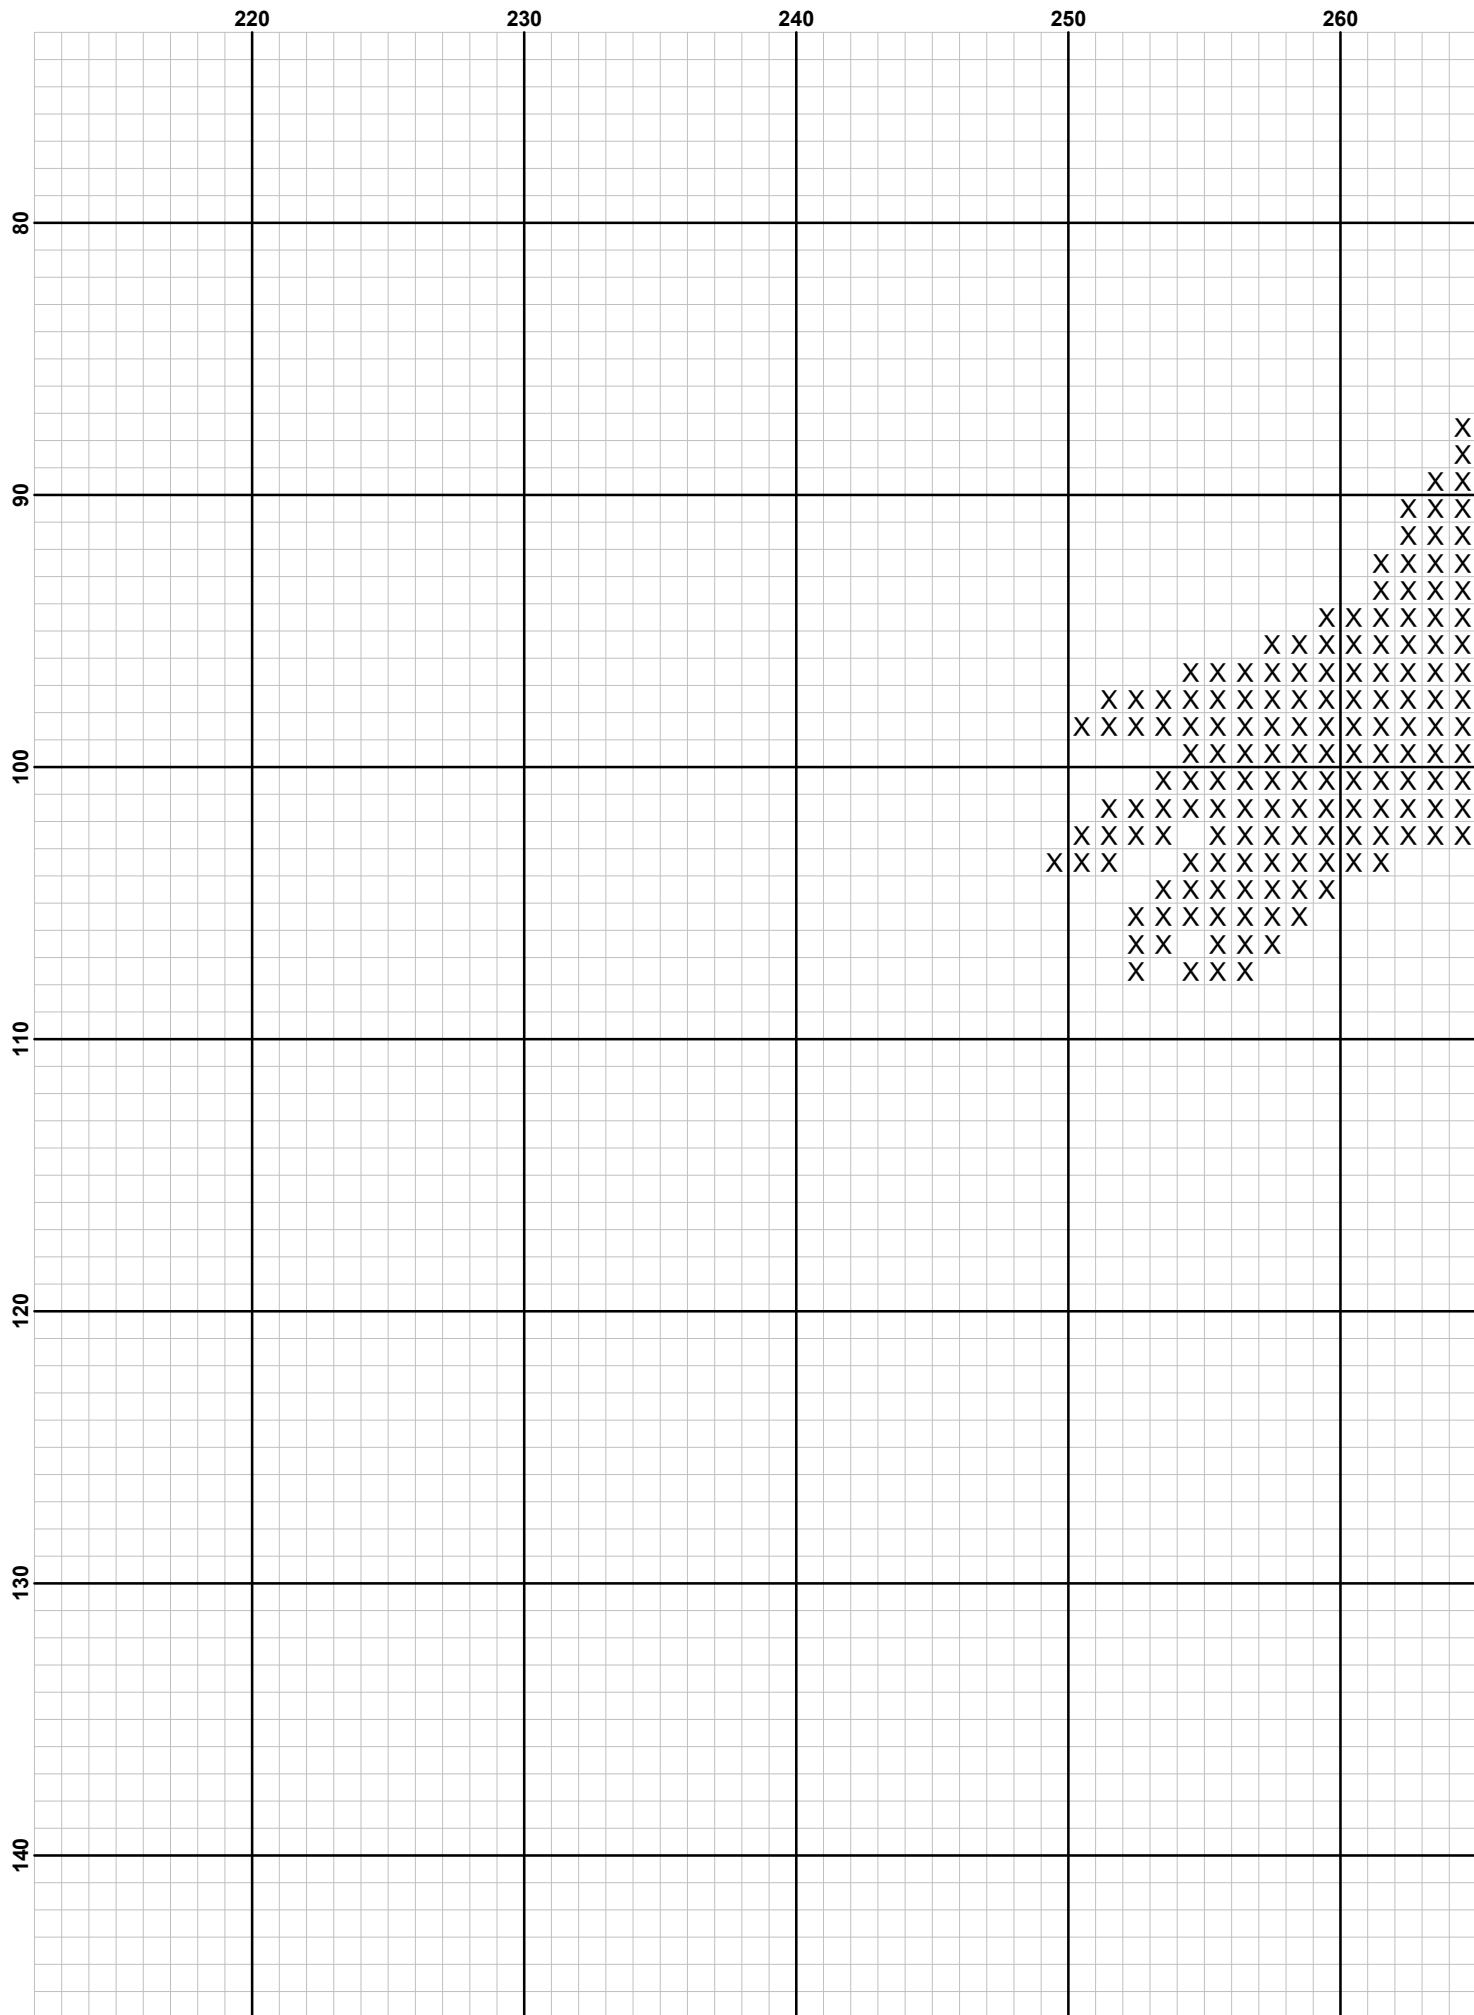 220 230 240 250 260
80
X
X
90
X X
X X X
X X X
X X X X
X X X X
X X X X X X
X X X X X X X X
X X X X X X X X X X X
X X X X X X X X X X X X X X
X X X X X X X X X X X X X X X
X X X X X X X X X X X
100
X X X X X X X X X X X X
X X X X X X X X X X X X X X
X X X X X X X X X X X X X X
X X X X X X X X X X X
X X X X X X X
X X X X X X X
X X X X X
X X X X
110
120
130
140